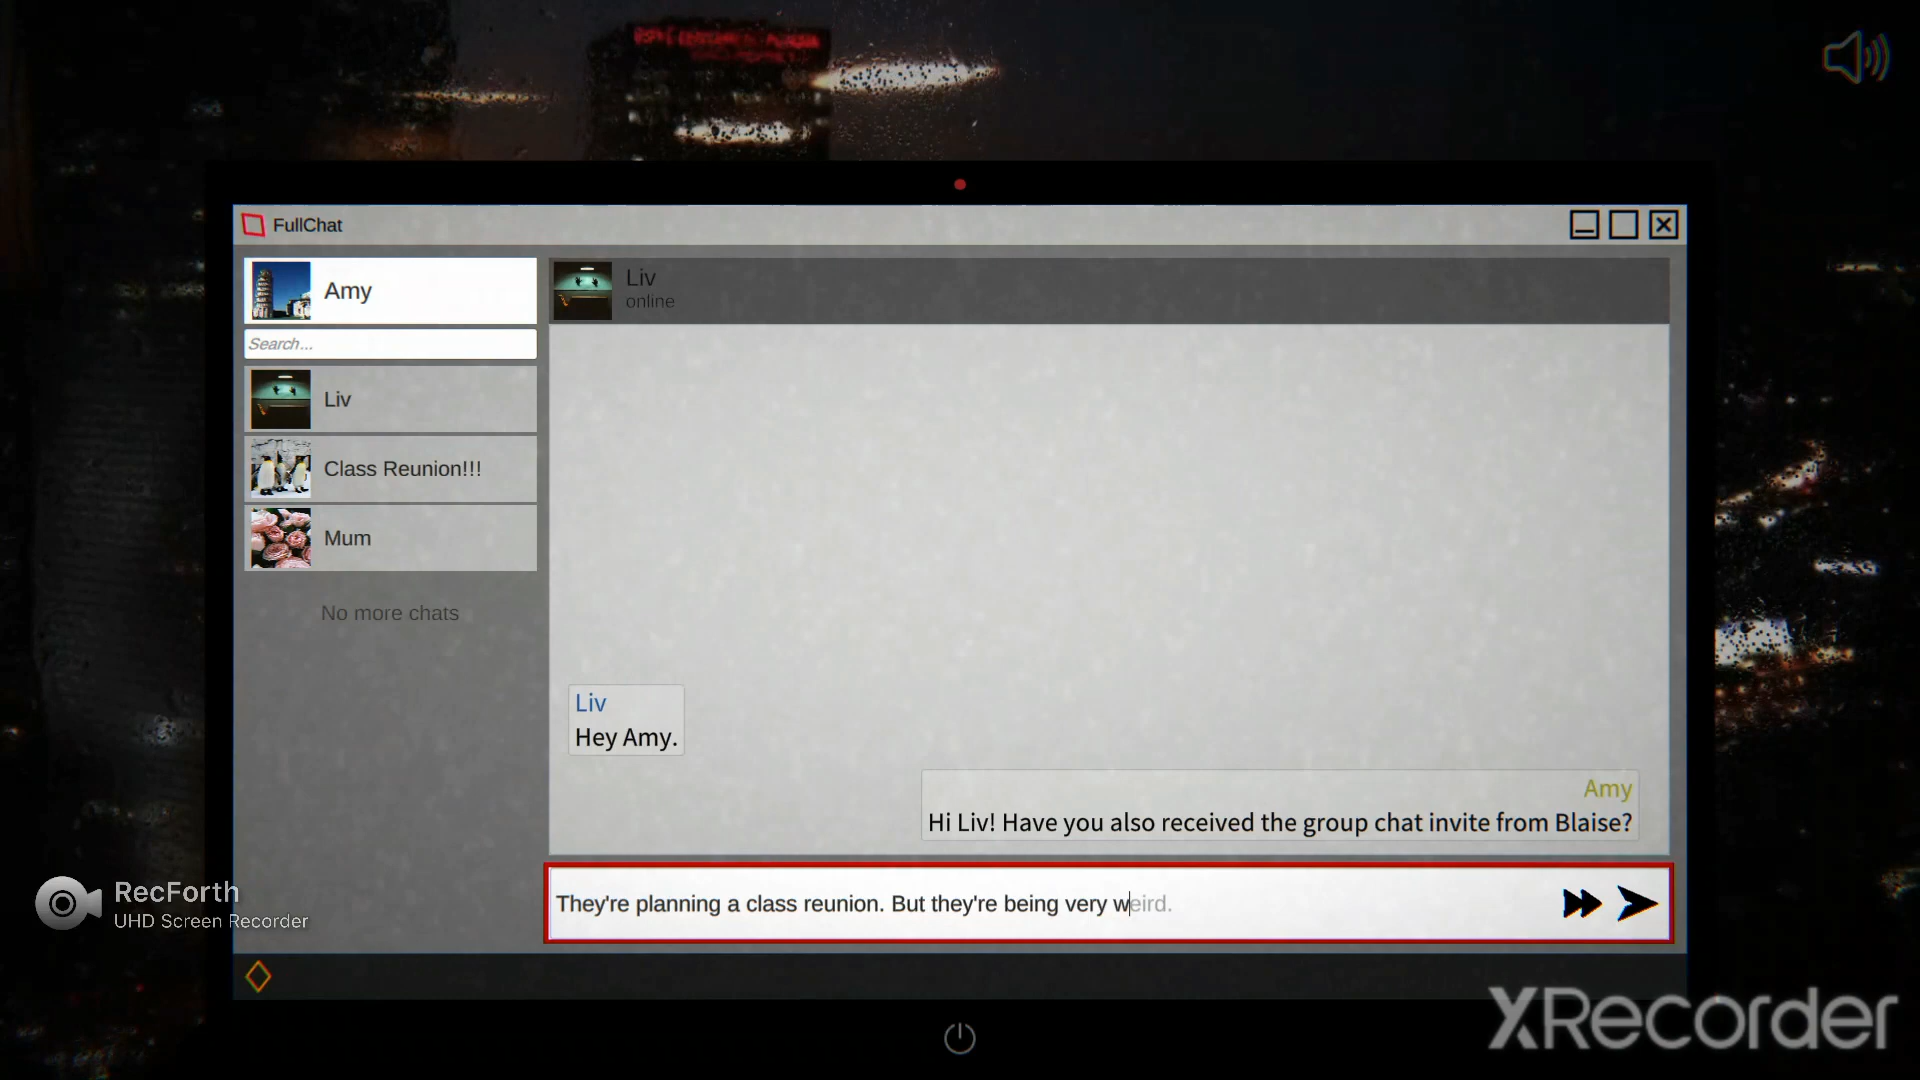 FullChat
Amy
Search...
Liv
Class Reunion!!!
Mum
No more chats
Liv
online
Liv
Hey Amy.
Amy
Hi Liv! Have you also received the group chat invite from Blaise?
They're planning a class reunion. But they're being very weird.
RecForth
UHD Screen Recorder
XRecorder